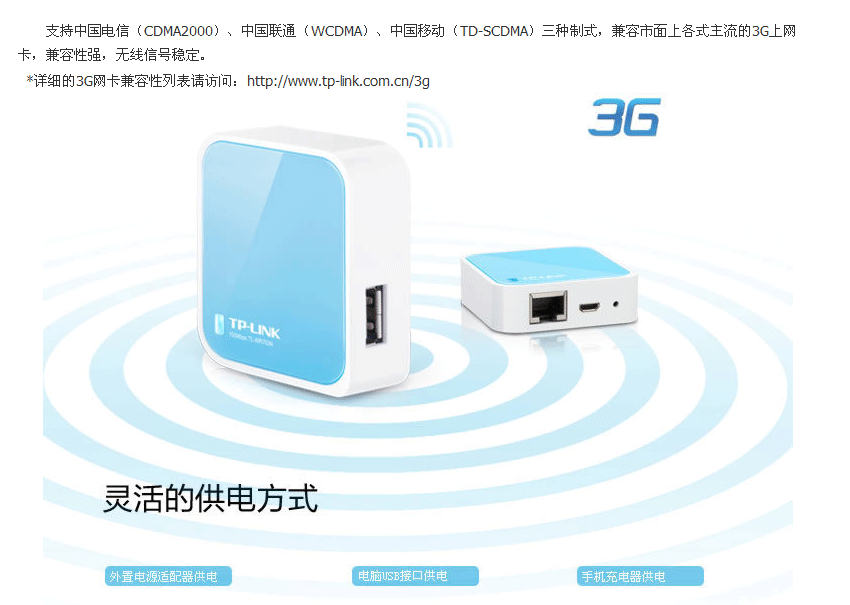 支持中国电信（CDMA2000）、中国联通（WCDMA）、中国移动（TD-SCDMA）三种制式，兼容市面上各式主流的3G上网
卡，兼容性强，无线信号稳定。
*详细的3G网卡兼容性列表请访问：http://www.tp-link.com.cn/3g
3G
TP-LINK
TP-LINK
灵活的供电方式
外置电源适配器供电
电脑USB接口供电
手机充电器供电